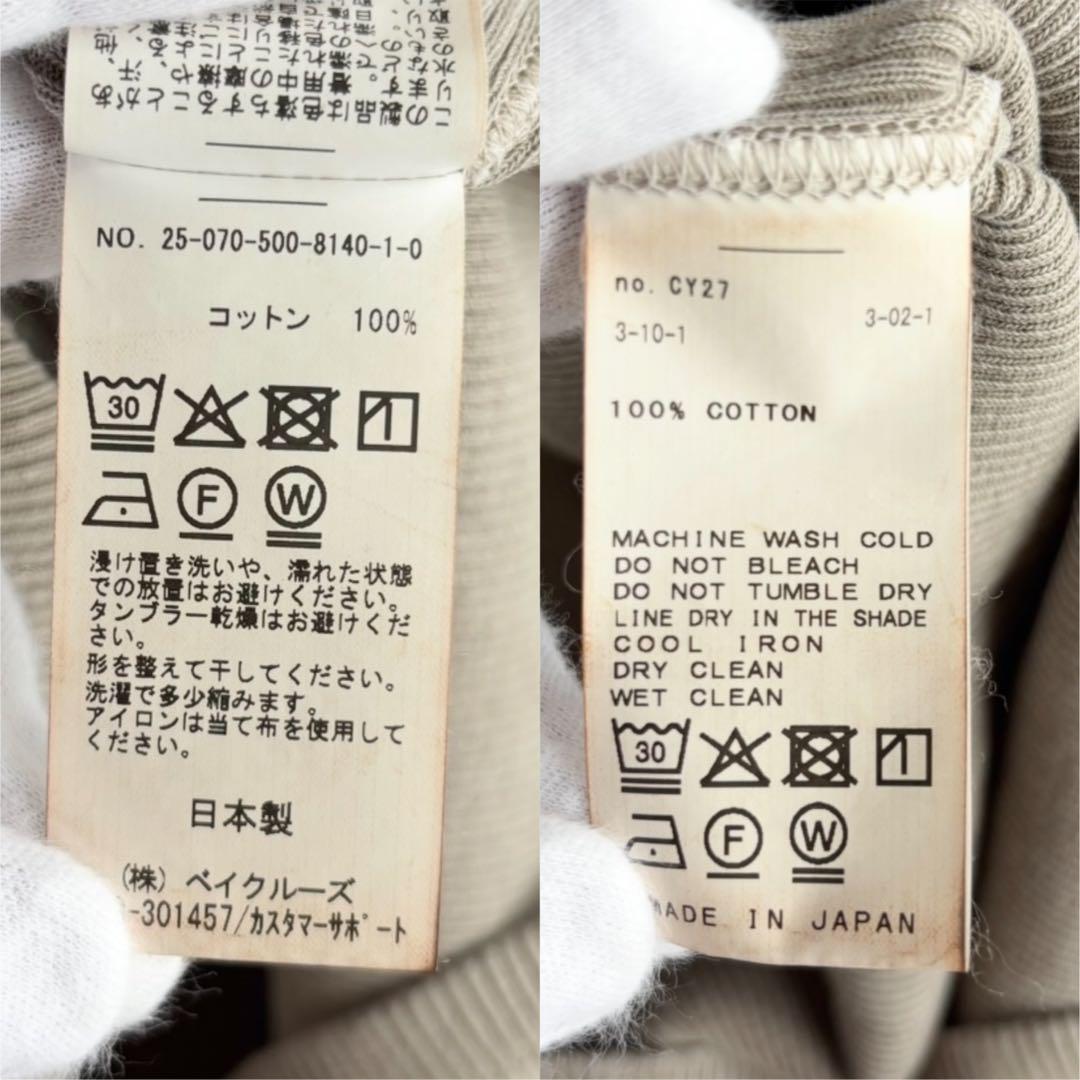 NO. 25-070-500-8140-1-0
コットン 100%
30
F W
浸け置き洗いや、濡れた状態
での放置はお避けください。
タンブラー乾燥はお避けくだ
さい。
形を整えて干してください。
洗濯で多少縮みます。
アイロンは当て布を使用して
ください。
日本製
(株) ベイクルーズ
-301457/カスタマーサポート
no. CY27
3-10-1 3-02-1
100% COTTON
MACHINE WASH COLD
DO NOT BLEACH
DO NOT TUMBLE DRY
LINE DRY IN THE SHADE
COOL IRON
DRY CLEAN
WET CLEAN
30
F W
MADE IN JAPAN